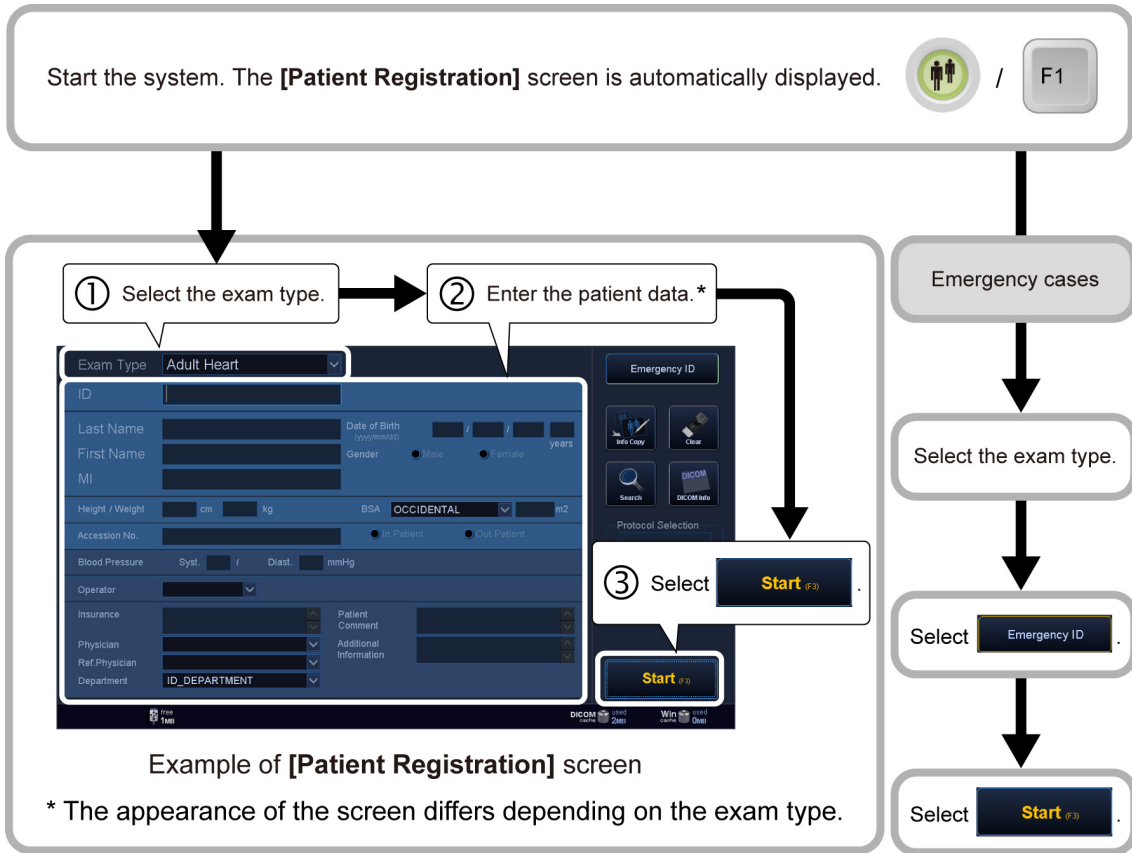 Start the system. The [Patient Registration] screen is automatically displayed. / F1
① Select the exam type.
② Enter the patient data.*
Exam Type Adult Heart
ID
Last Name
First Name
MI
Date of Birth
(yyyy/mm/dd)
/ / years
Gender Male Female
Height / Weight cm kg BSA OCCIDENTAL m2
Accession No. In Patient Out Patient
Blood Pressure Syst. / Diast. mmHg
Operator
Insurance
Patient
Comment
Physician
Additional
Information
Ref.Physician
Department ID_DEPARTMENT
Emergency ID
Info Copy Clear
DICOM
Search DICOM Info
Protocol Selection
③ Select Start (F3) .
Start (F3)
free
1MB
DICOM
cache
used
2MB
Win
cache
used
0MB
Example of [Patient Registration] screen
* The appearance of the screen differs depending on the exam type.
Emergency cases
Select the exam type.
Select Emergency ID .
Select Start (F3) .